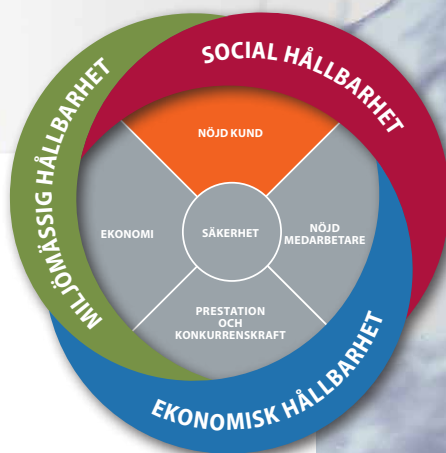 MILJÖMÄSSIG HÅLLBARHET
SOCIAL HÅLLBARHET
NÖJD KUND
EKONOMI
SÄKERHET
NÖJD
MEDARBETARE
PRESTATION
OCH
KONKURRENSKRAFT
EKONOMISK HÅLLBARHET